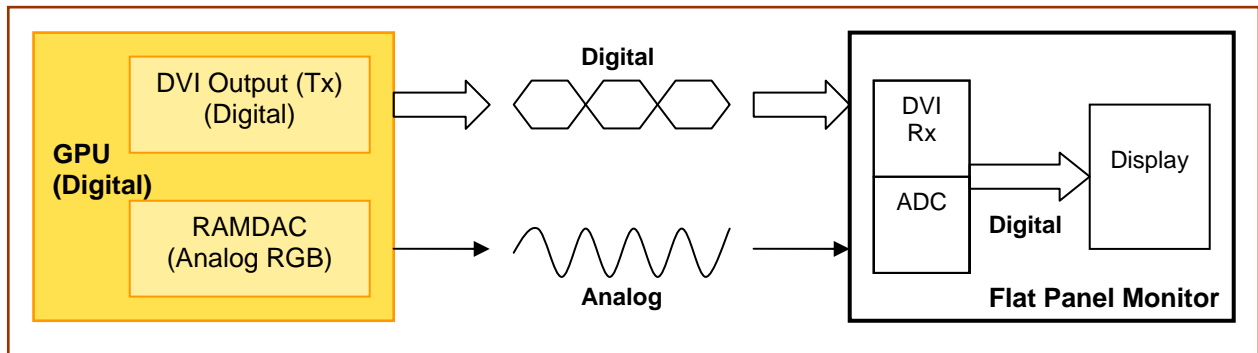 GPU
(Digital)
DVI Output (Tx)
(Digital)
RAMDAC
(Analog RGB)
Digital
Analog
DVI
Rx
ADC
Digital
Display
Flat Panel Monitor